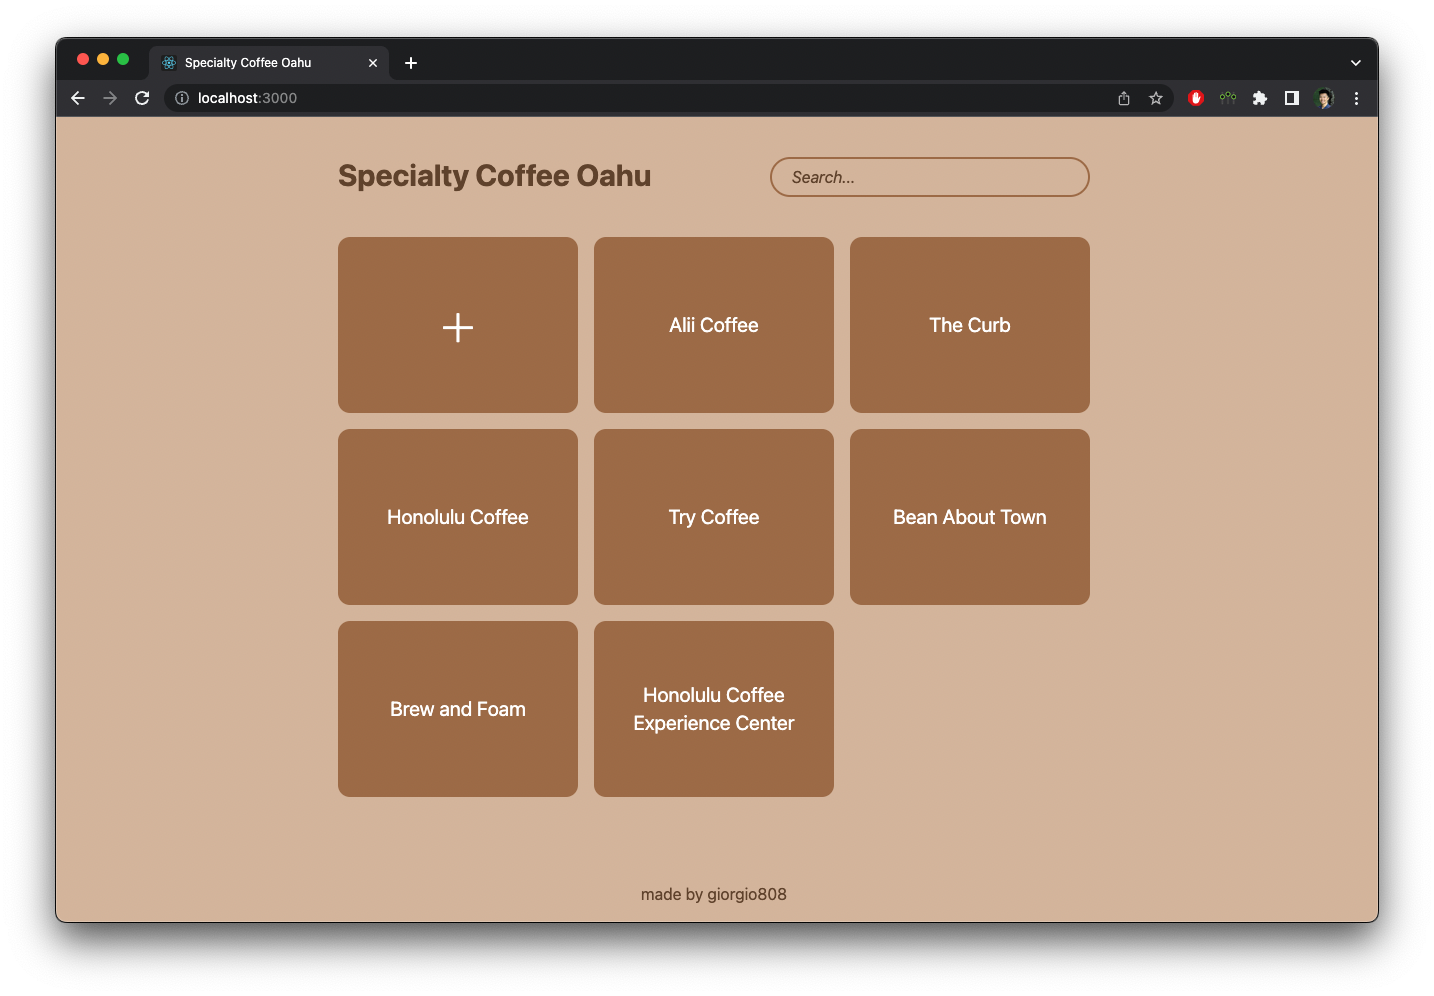 Specialty Coffee Oahu
localhost:3000
Specialty Coffee Oahu
Search...
Alii Coffee
The Curb
Honolulu Coffee
Try Coffee
Bean About Town
Brew and Foam
Honolulu Coffee
Experience Center
made by giorgio808